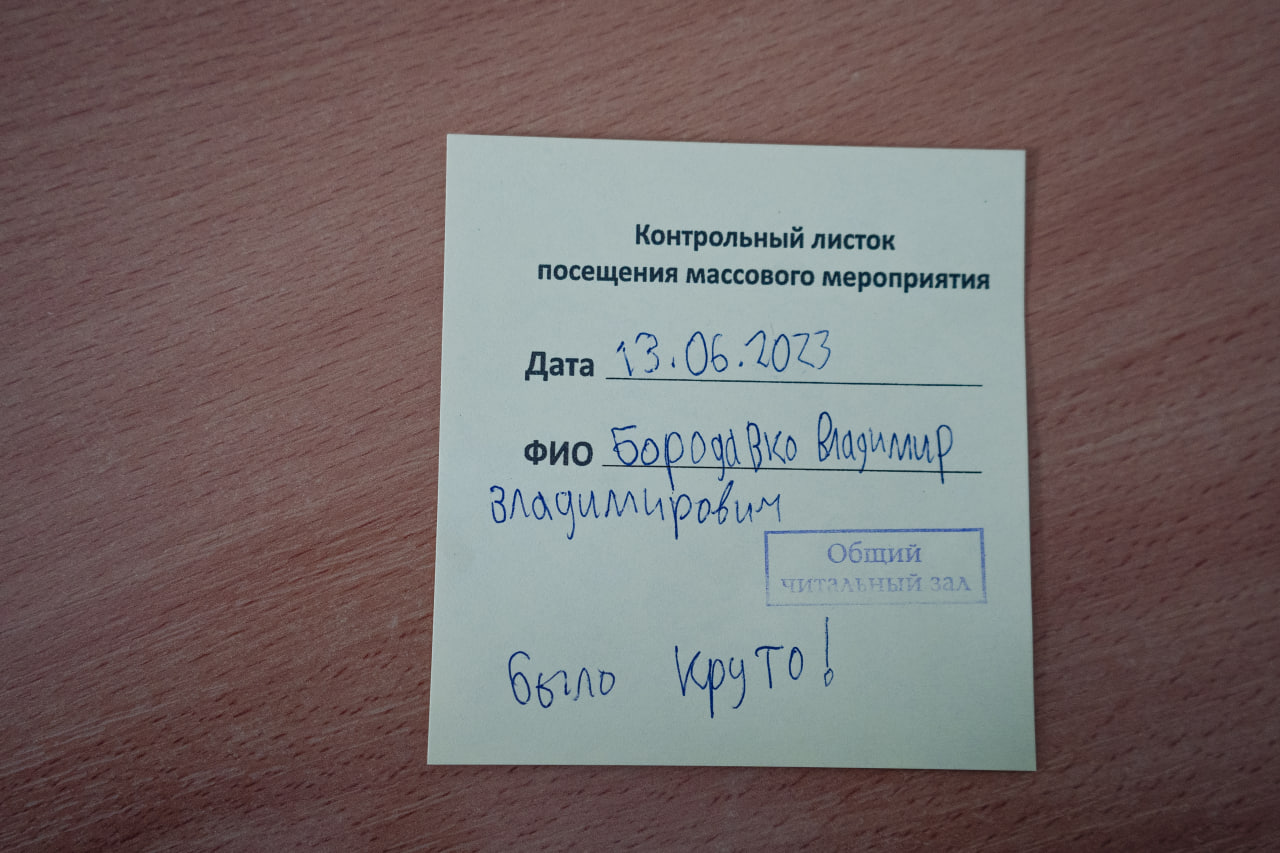 Контрольный листок
посещения массового мероприятия
Дата 13.06.2023
ФИО Бородавко Владимир
Владимирович
Общий
читальный зал
было круто!